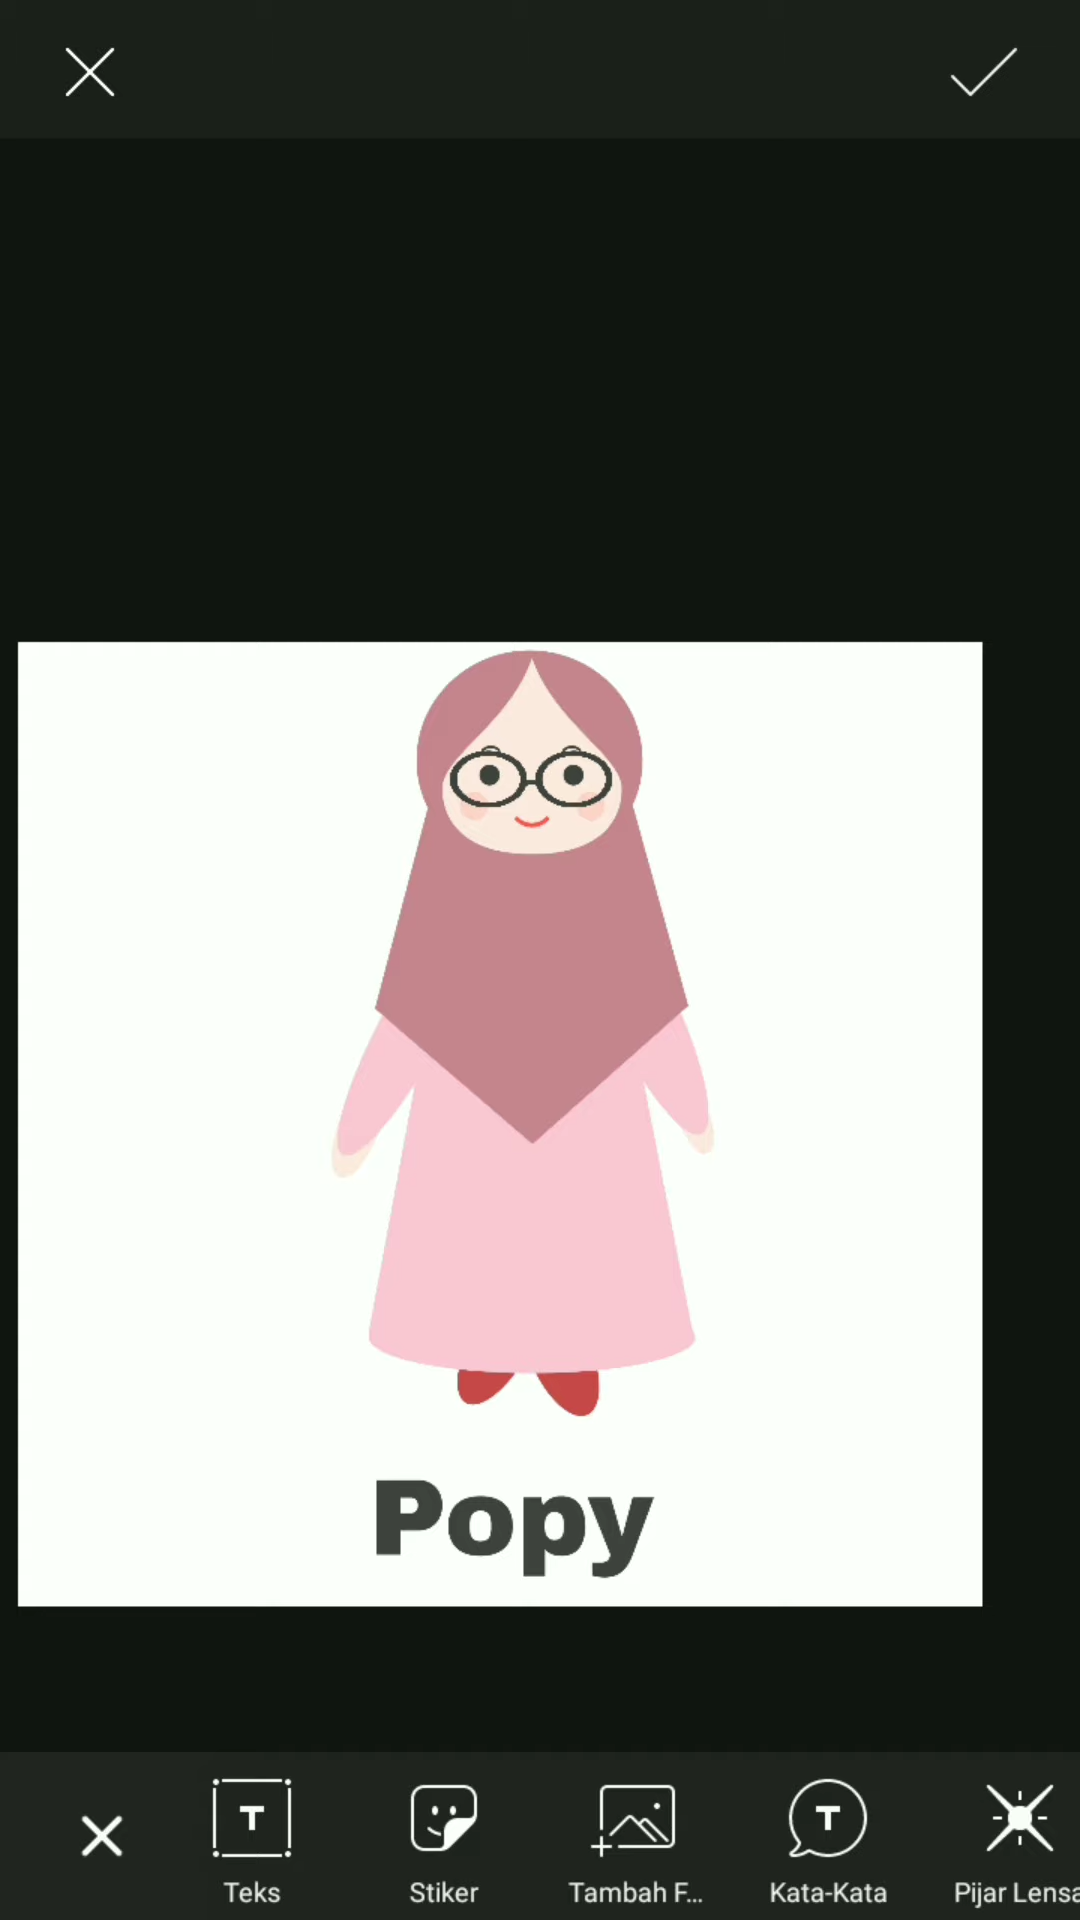 Popy
Teks
Stiker
Tambah F...
Kata-Kata
Pijar Lensa